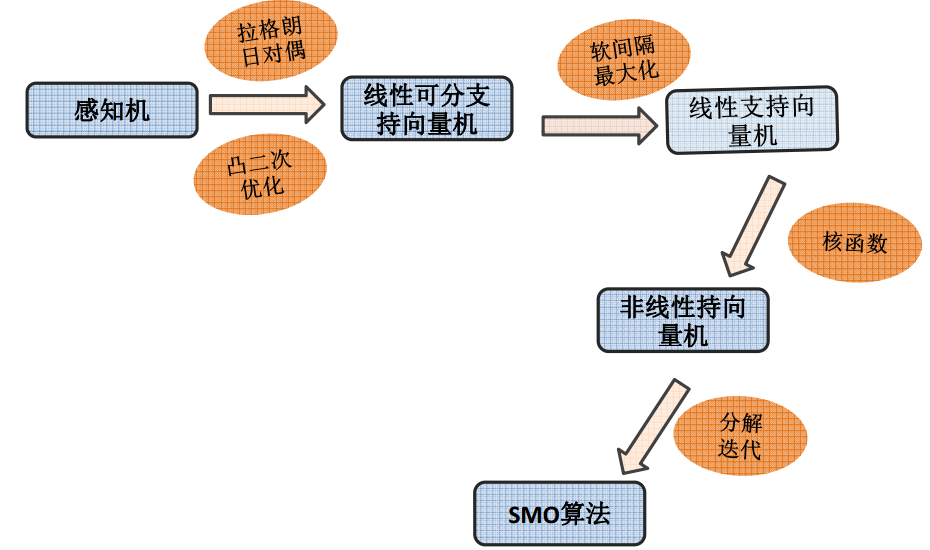 拉格朗
日对偶
感知机
凸二次
优化
线性可分支
持向量机
软间隔
最大化
线性支持向
量机
核函数
非线性持向
量机
分解
迭代
SMO算法